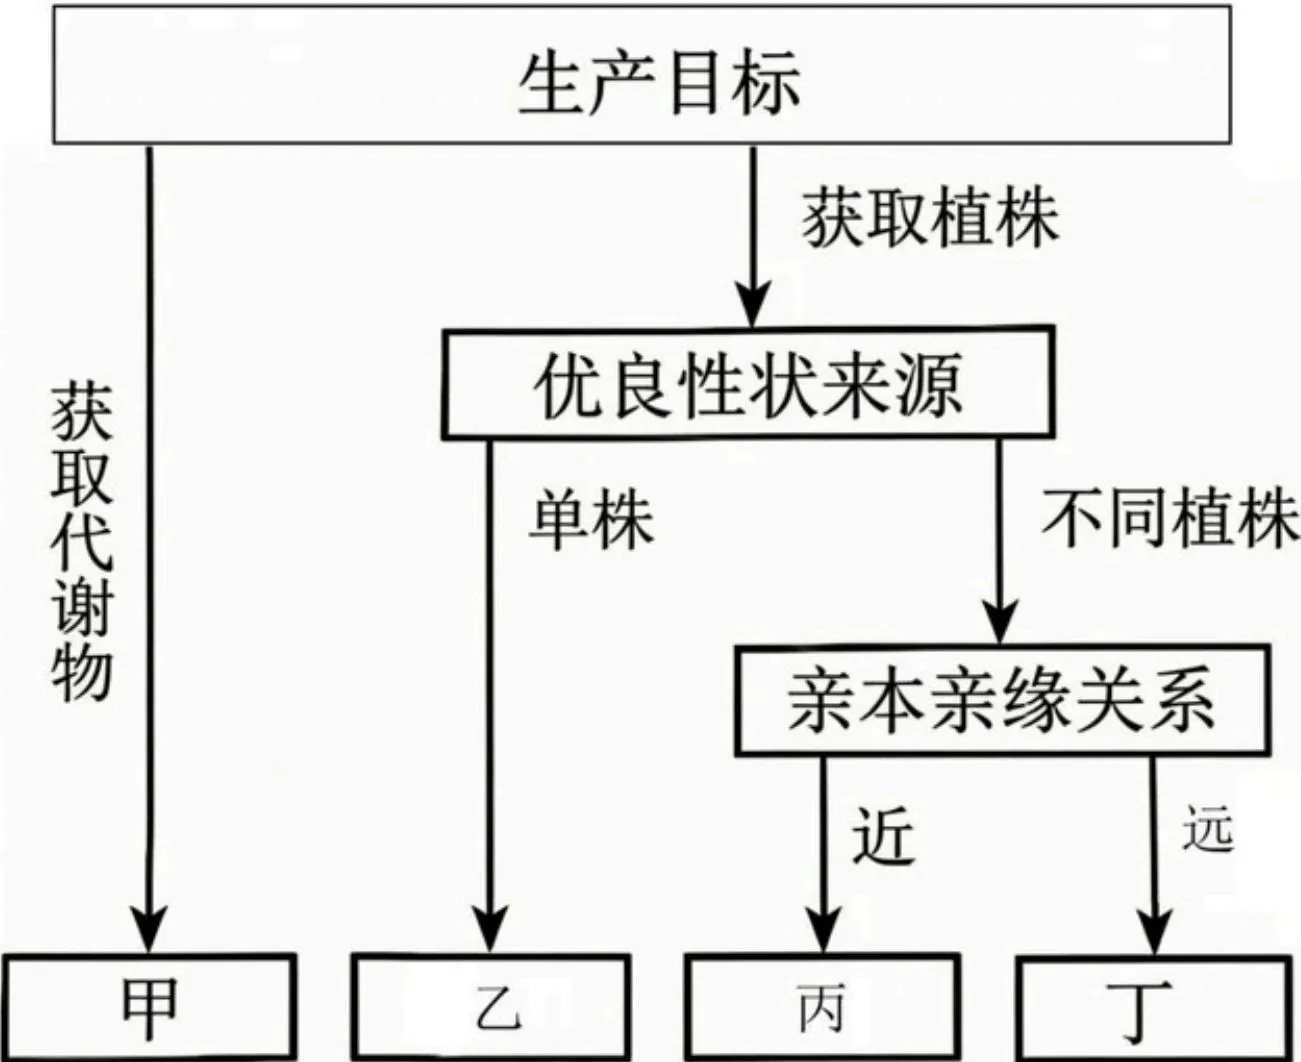 生产目标
获取植株
优良性状来源
获取代谢物
单株
不同植株
亲本亲缘关系
近
远
甲
乙
丙
丁